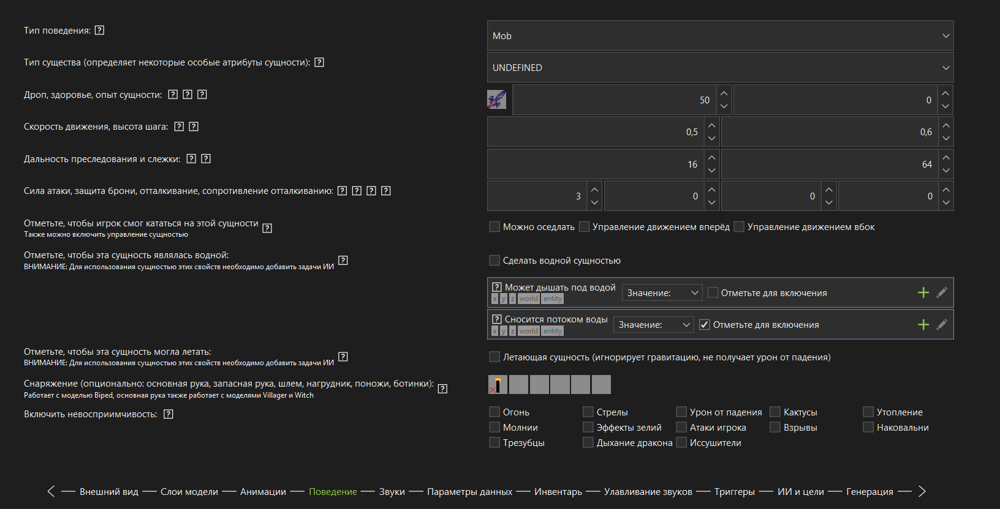 Тип поведения: ?
Mob
Тип существа (определяет некоторые особые атрибуты сущности): ?
UNDEFINED
Дроп, здоровье, опыт сущности: ? ? ?
50 0
Скорость движения, высота шага: ? ?
0,5 0,6
Дальность преследования и слежки: ? ?
16 64
Сила атаки, защита брони, отталкивание, сопротивление отталкиванию: ? ? ? ?
3 0 0 0
Отметьте, чтобы игрок смог кататься на этой сущности ?
Также можно включить управление сущностью
Можно оседлать Управление движением вперёд Управление движением вбок
Отметьте, чтобы эта сущность являлась водной: ?
ВНИМАНИЕ: Для использования сущностью этих свойств необходимо добавить задачи ИИ
Сделать водной сущностью
? Может дышать под водой Значение: Отметьте для включения
x y z world entity
? Сносится потоком воды Значение: Отметьте для включения
x y z world entity
Отметьте, чтобы эта сущность могла летать: ?
ВНИМАНИЕ: Для использования сущностью этих свойств необходимо добавить задачи ИИ
Летающая сущность (игнорирует гравитацию, не получает урон от падения)
Снаряжение (опционально: основная рука, запасная рука, шлем, нагрудник, поножи, ботинки): ?
Работает с моделью Biped, основная рука также работает с моделями Villager и Witch
Включить невосприимчивость: ?
Огонь Стрелы Урон от падения Кактусы Утопление
Молнии Эффекты зелий Атаки игрока Взрывы Наковальни
Трезубцы Дыхание дракона Иссушители
Внешний вид Слои модели Анимации Поведение Звуки Параметры данных Инвентарь Улавливание звуков Триггеры ИИ и цели Генерация